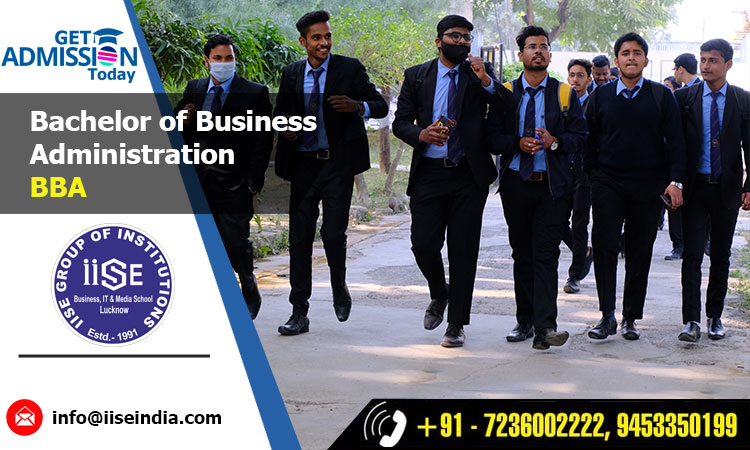 GET
ADMISSION
Today
Bachelor of Business
Administration
BBA
IISE GROUP OF INSTITUTIONS
iiSE
Business, IT & Media School
Lucknow
Estd.- 1991
info@iiseindia.com
+91 - 7236002222, 9453350199